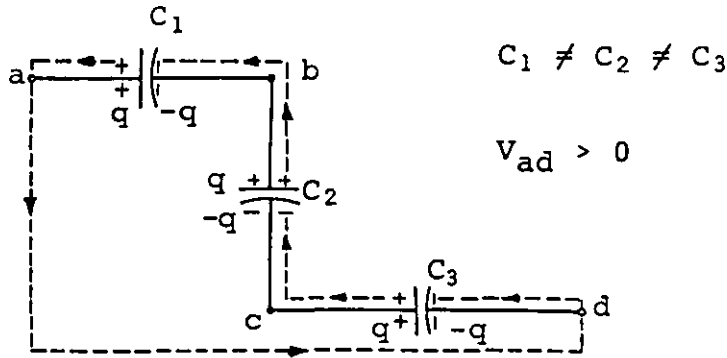 C1
a
b
+
+
q
-q
C1 ≠ C2 ≠ C3
Vad > 0
q + +
C2
-q - -
C3
+
c
q+
-q
d